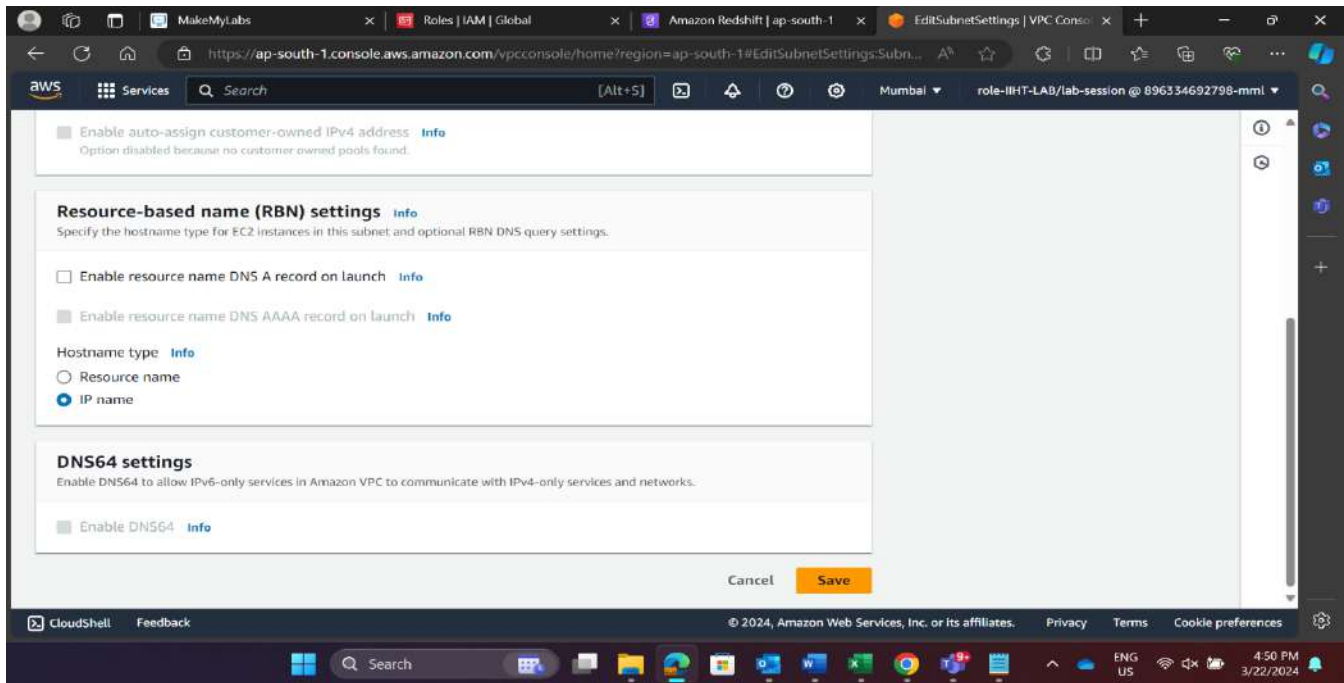 MakeMyLabs
Roles | IAM | Global
Amazon Redshift | ap-south-1
EditSubnetSettings | VPC Conso
https://ap-south-1.console.aws.amazon.com/vpcconsole/home?region=ap-south-1#EditSubnetSettings:Subn...
aws
Services
Search
[Alt+S]
Mumbai
role-IIHT-LAB/lab-session @ 896334692798-mml
Enable auto-assign customer-owned IPv4 address Info
Option disabled because no customer owned pools found.
Resource-based name (RBN) settings Info
Specify the hostname type for EC2 instances in this subnet and optional RBN DNS query settings.
Enable resource name DNS A record on launch Info
Enable resource name DNS AAAA record on launch Info
Hostname type Info
Resource name
IP name
DNS64 settings
Enable DNS64 to allow IPv6-only services in Amazon VPC to communicate with IPv4-only services and networks.
Enable DNS64 Info
Cancel
Save
CloudShell
Feedback
© 2024, Amazon Web Services, Inc. or its affiliates.
Privacy
Terms
Cookie preferences
Search
9+
ENG
US
4:50 PM
3/22/2024